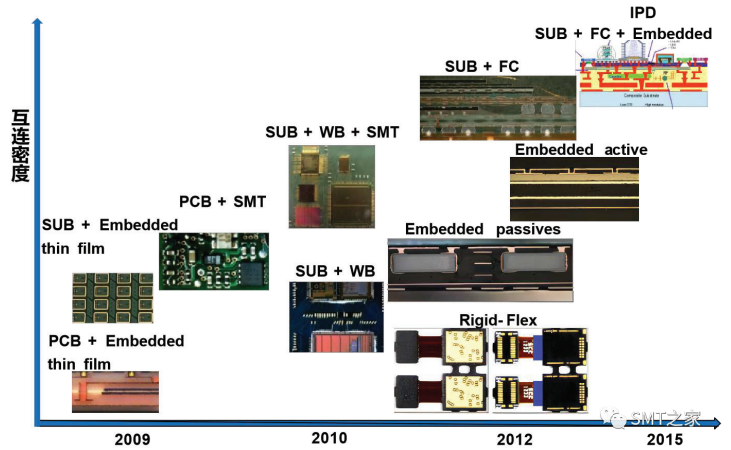 IPD
SUB + FC + Embedded
SUB + FC
Composite Substrate
SUB + WB + SMT
Embedded active
互连密度
PCB + SMT
SUB + Embedded
thin film
Embedded passives
SUB + WB
PCB + Embedded
thin film
Rigid- Flex
SMT之家
2009
2010
2012
2015